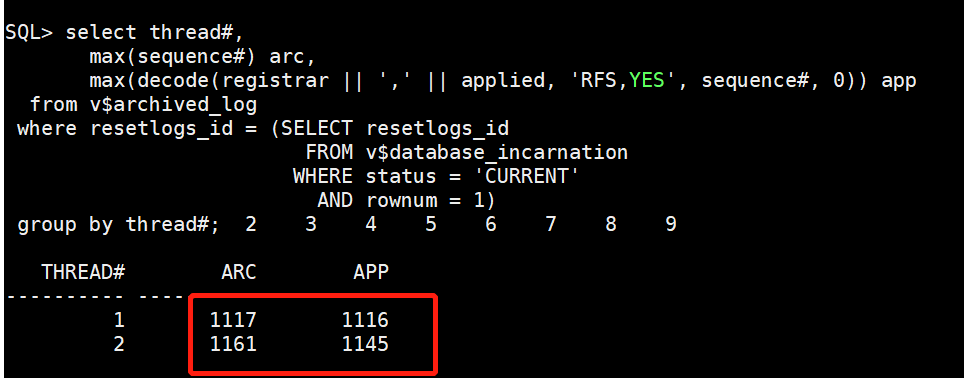 SQL> select thread#,
       max(sequence#) arc,
       max(decode(registrar || ',' || applied, 'RFS,YES', sequence#, 0)) app
  from v$archived_log
 where resetlogs_id = (SELECT resetlogs_id
                         FROM v$database_incarnation
                        WHERE status = 'CURRENT'
                          AND rownum = 1)
 group by thread#;  2    3    4    5    6    7    8    9
   THREAD#        ARC        APP
---------- ----
         1       1117       1116
         2       1161       1145